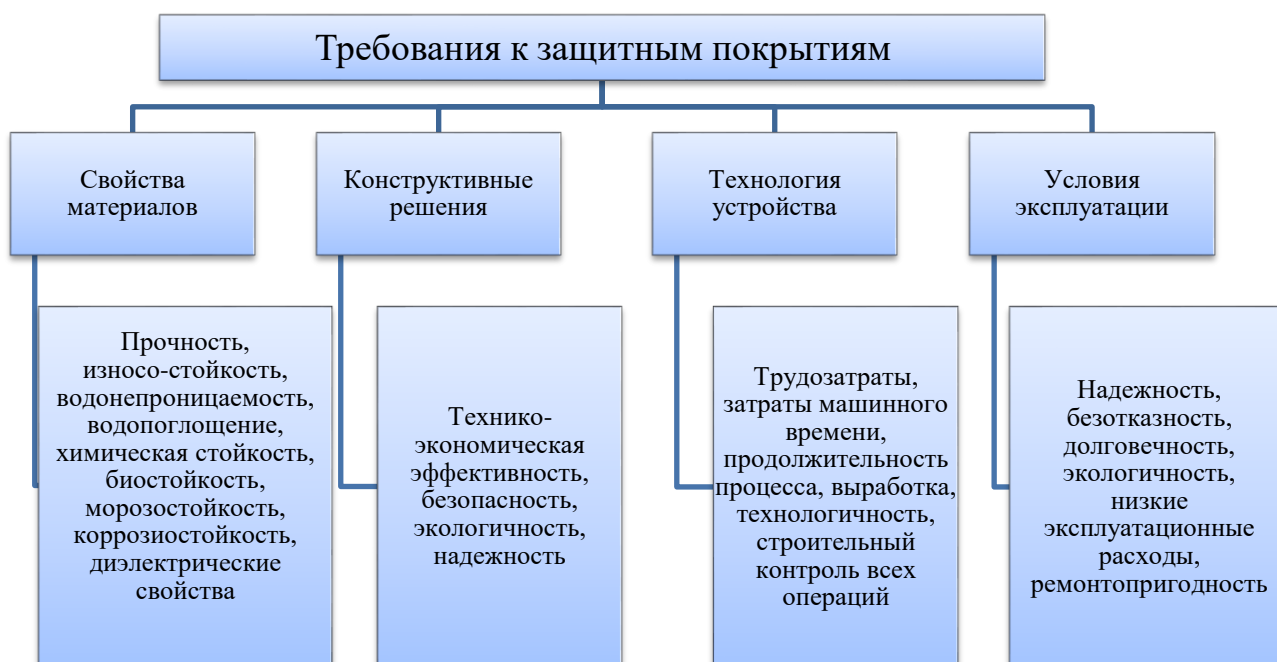 Требования к защитным покрытиям
Свойства
материалов
Конструктивные
решения
Технология
устройства
Условия
эксплуатации
Прочность,
износо-стойкость,
водонепроницаемость,
водопоглощение,
химическая стойкость,
биостойкость,
морозостойкость,
коррозиостойкость,
диэлектрические
свойства
Технико-
экономическая
эффективность,
безопасность,
экологичность,
надежность
Трудозатраты,
затраты машинного
времени,
продолжительность
процесса, выработка,
технологичность,
строительный
контроль всех
операций
Надежность,
безотказность,
долговечность,
экологичность,
низкие
эксплуатационные
расходы,
ремонтопригодность